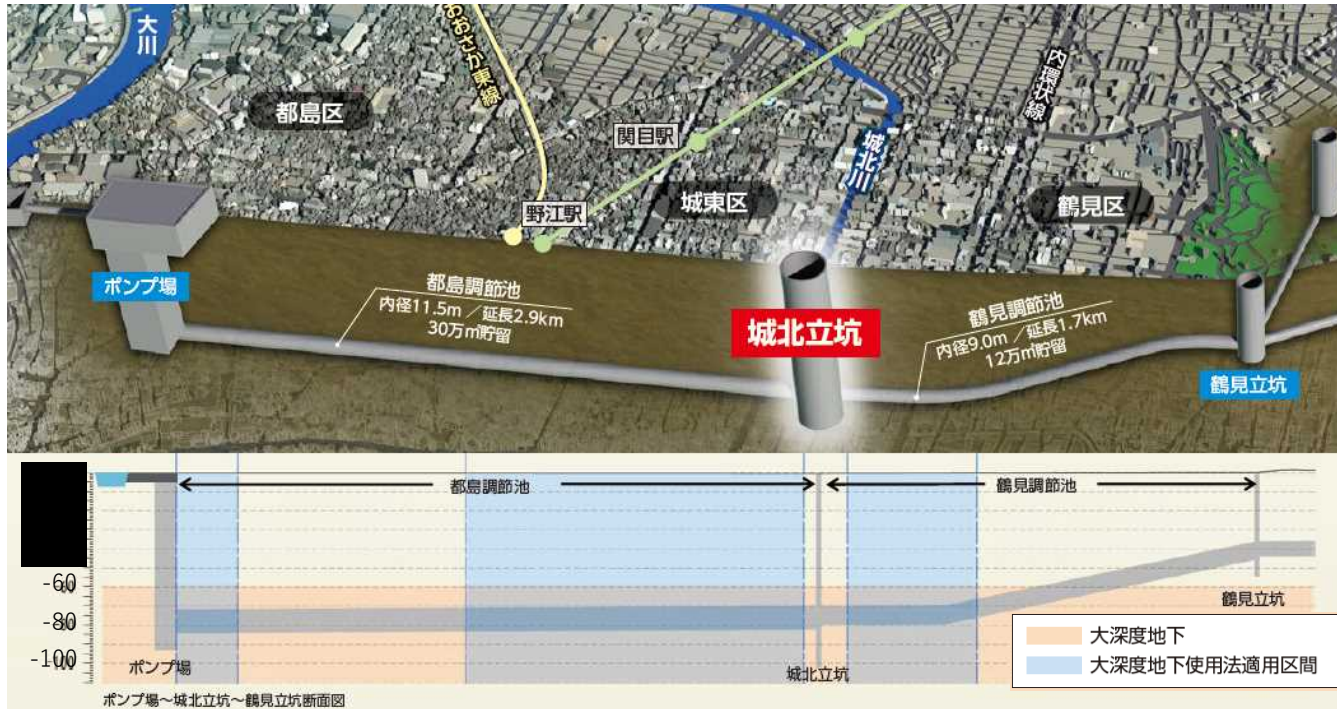 大川
おおさか東線
内環状線
都島区
関目駅
城北川
城東区
鶴見区
野江駅
ポンプ場
都島調節池
内径11.5m／延長2.9km
30万㎥貯留
城北立坑
鶴見調節池
内径9.0m／延長1.7km
12万㎥貯留
鶴見立坑
都島調節池
鶴見調節池
-60
-80
-100
鶴見立坑
ポンプ場
城北立坑
大深度地下
大深度地下使用法適用区間
ポンプ場～城北立坑～鶴見立坑断面図